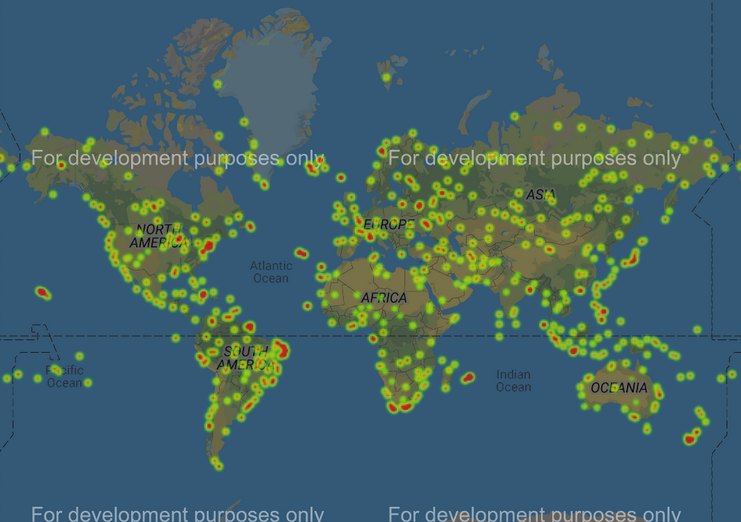 For development purposes only
For development purposes only
ASIA
NORTH
AMERICA
EUROPE
Atlantic
Ocean
AFRICA
SOUTH
AMERICA
Pacific
Ocean
Indian
Ocean
OCEANIA
For development purposes only
For development purposes only